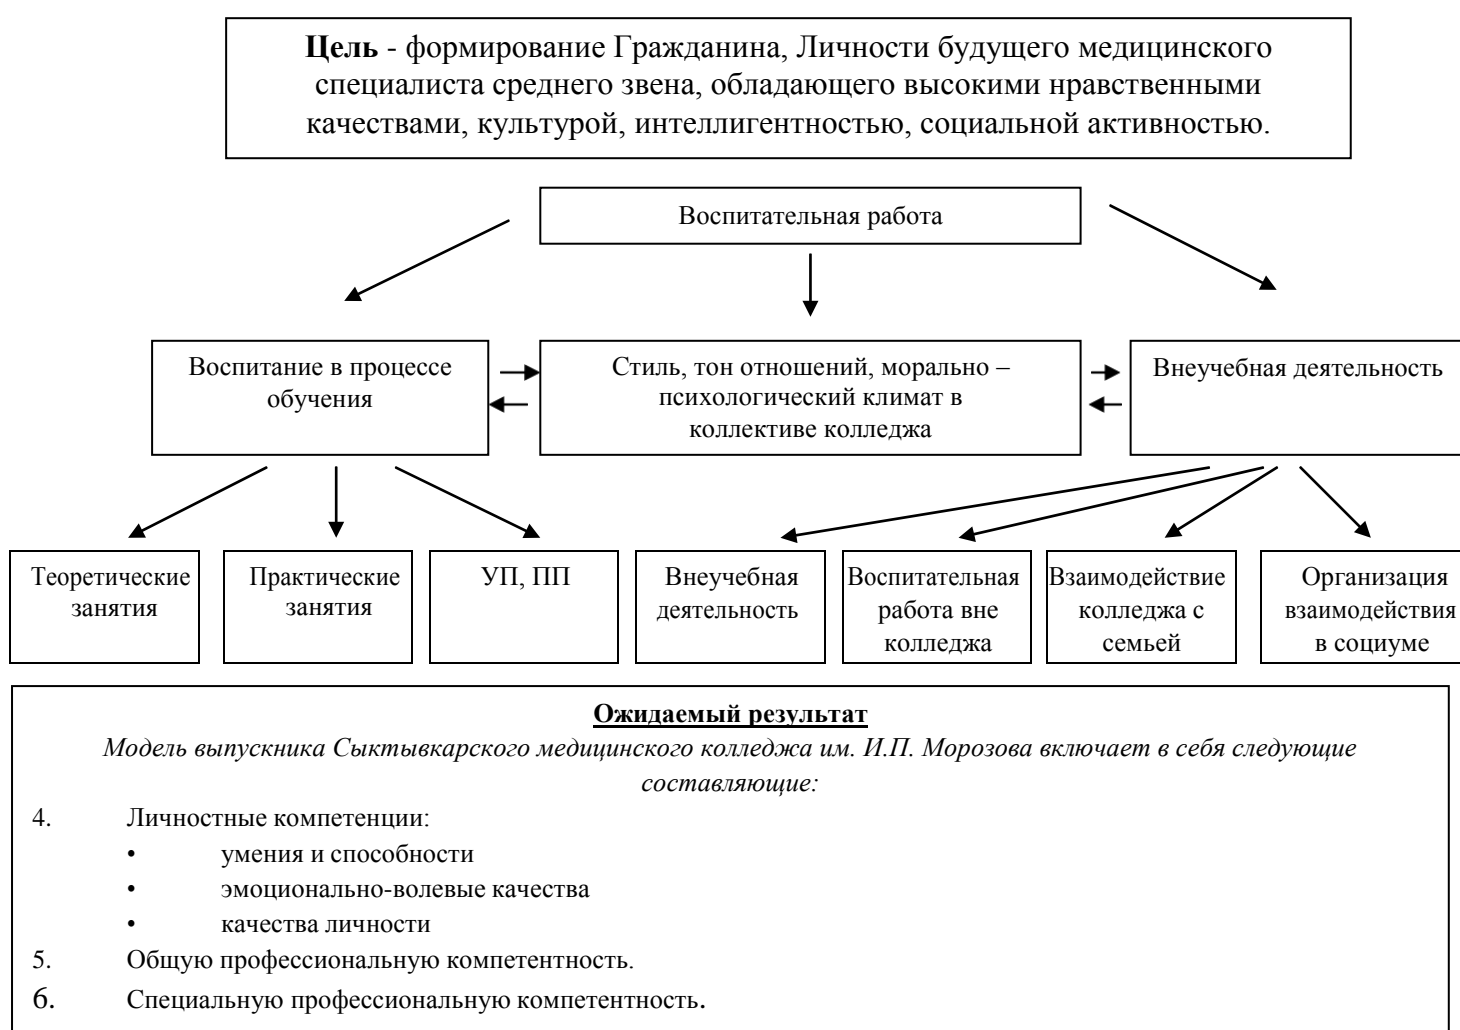 Цель - формирование Гражданина, Личности будущего медицинского
специалиста среднего звена, обладающего высокими нравственными
качествами, культурой, интеллигентностью, социальной активностью.
Воспитательная работа
Воспитание в процессе
обучения
Стиль, тон отношений, морально –
психологический климат в
коллективе колледжа
Внеучебная деятельность
Теоретические
занятия
Практические
занятия
УП, ПП
Внеучебная
деятельность
Воспитательная
работа вне
колледжа
Взаимодействие
колледжа с
семьей
Организация
взаимодействия
в социуме
Ожидаемый результат
Модель выпускника Сыктывкарского медицинского колледжа им. И.П. Морозова включает в себя следующие
составляющие:
4. Личностные компетенции:
• умения и способности
• эмоционально-волевые качества
• качества личности
5. Общую профессиональную компетентность.
6. Специальную профессиональную компетентность.